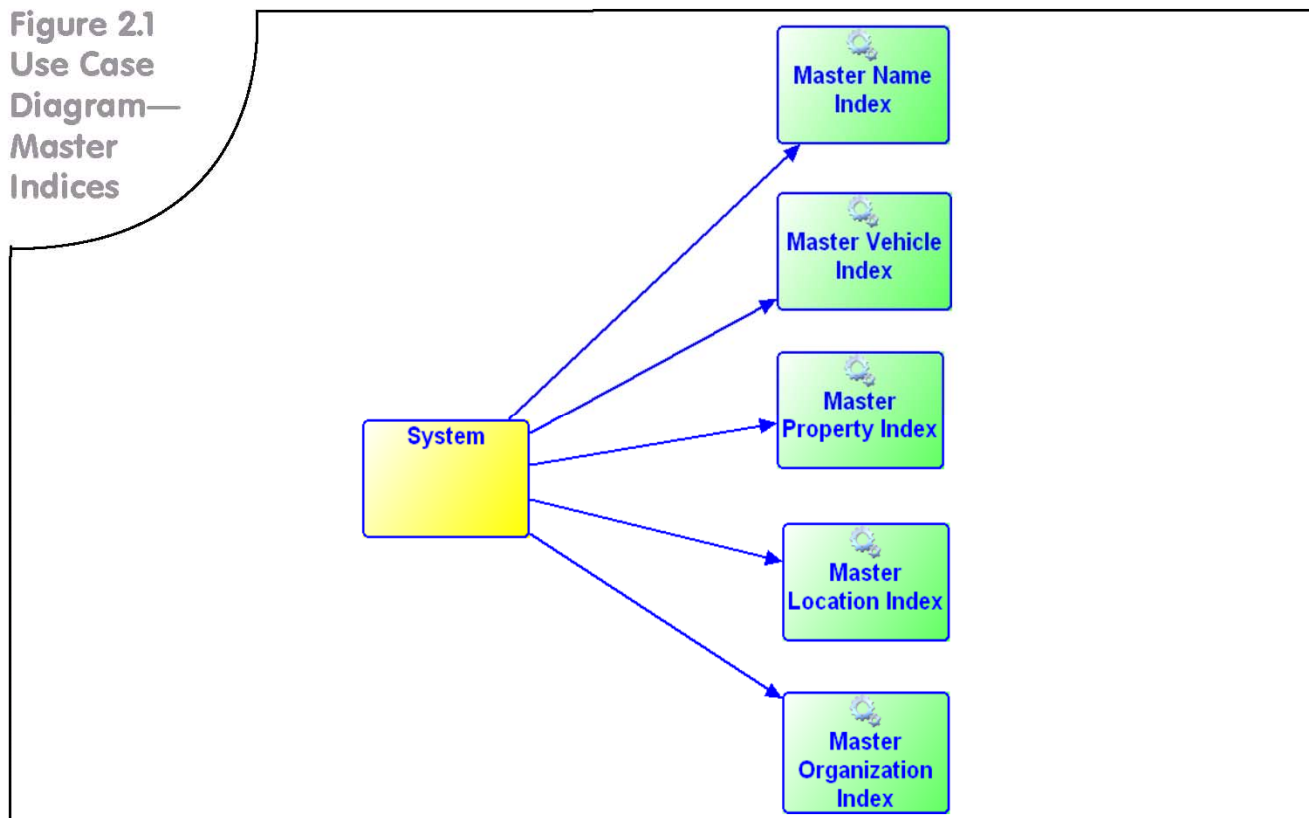 Figure 2.1
Use Case
Diagram—
Master
Indices
Master Name
Index
Master Vehicle
Index
Master
Property Index
System
Master
Location Index
Master
Organization
Index